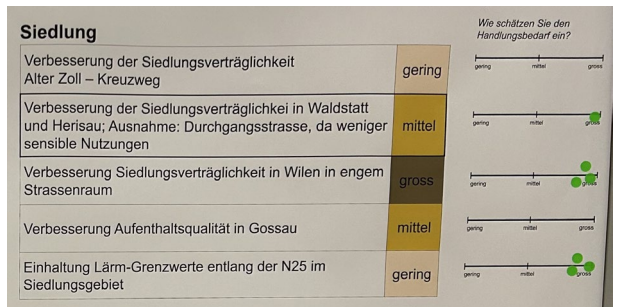 Siedlung
Wie schätzen Sie den
Handlungsbedarf ein?
Verbesserung der Siedlungsverträglichkeit
Alter Zoll – Kreuzweg
gering
gering mittel gross
Verbesserung der Siedlungsverträglichkei in Waldstatt
und Herisau; Ausnahme: Durchgangsstrasse, da weniger
sensible Nutzungen
mittel
gering mittel gross
Verbesserung Siedlungsverträglichkeit in Wilen in engem
Strassenraum
gross
gering mittel gross
Verbesserung Aufenthaltsqualität in Gossau
mittel
gering mittel gross
Einhaltung Lärm-Grenzwerte entlang der N25 im
Siedlungsgebiet
gering
gering mittel gross